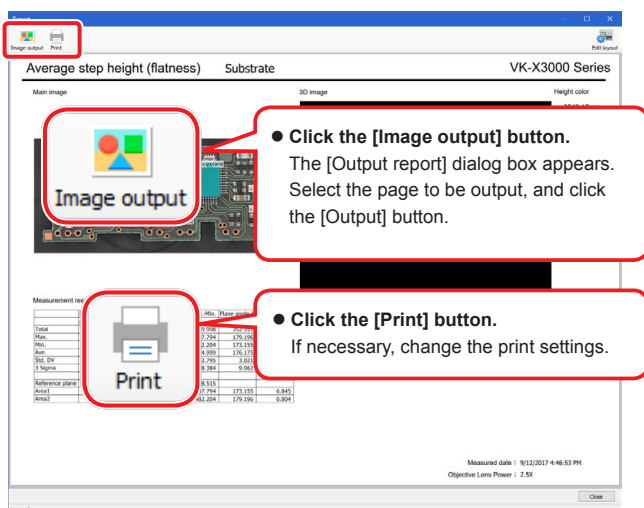 Report
Image output Print
Edit layout
Average step height (flatness) Substrate VK-X3000 Series
Main image 3D image Height color
● Click the [Image output] button.
The [Output report] dialog box appears.
Select the page to be output, and click
the [Output] button.
Image output
Measurement
● Click the [Print] button.
If necessary, change the print settings.
Print
-Min. Plane angle
Total 9.998
Max. 7.794 179.196
Min. 2.204 173.155
Ave. 4.999 176.175
Std. DV 2.795 3.021
3 Sigma 8.384 9.062
Reference plane 8.515
Area1 7.794 173.155 6.845
Area2 482.204 179.196 0.804
Measured date : 9/12/2017 4:46:53 PM
Objective Lens Power : 2.5X
Close